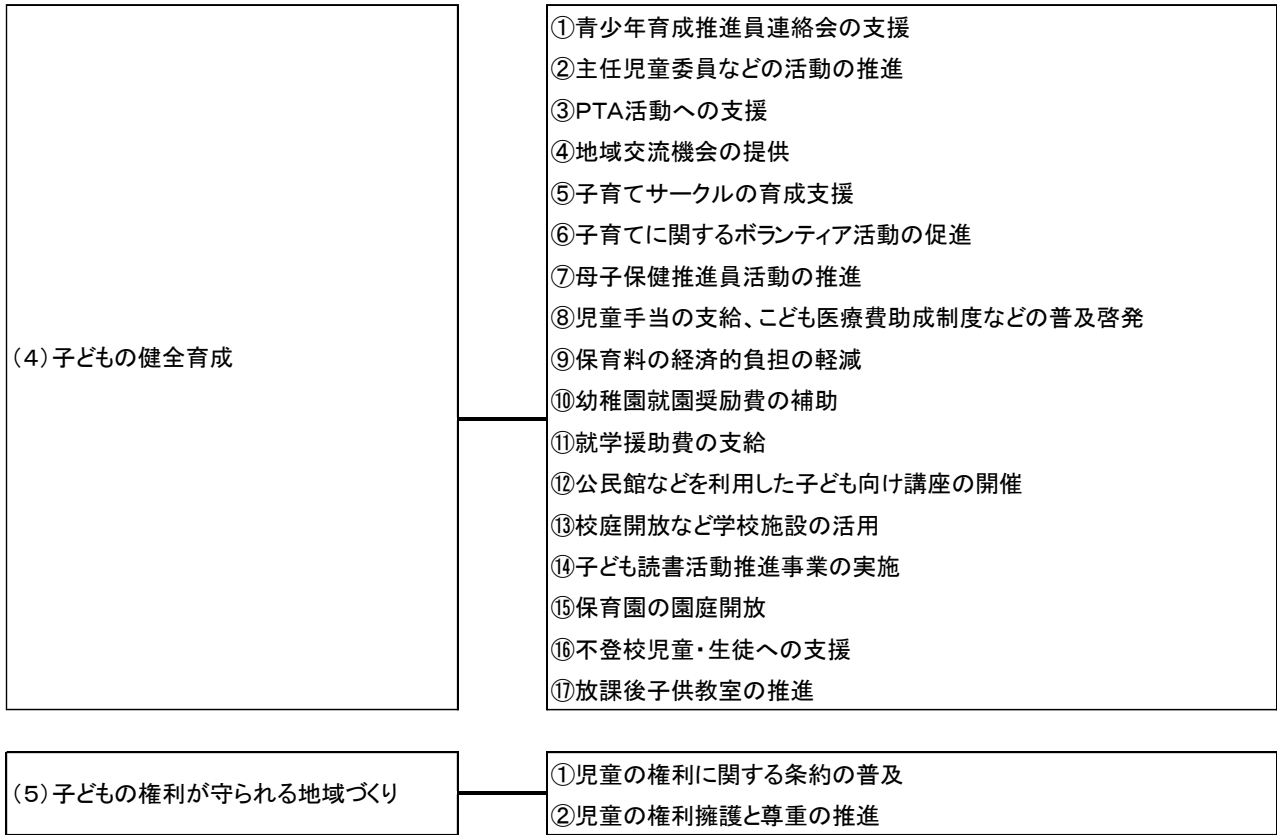 （４）子どもの健全育成
①青少年育成推進員連絡会の支援
②主任児童委員などの活動の推進
③ＰＴＡ活動への支援
④地域交流機会の提供
⑤子育てサークルの育成支援
⑥子育てに関するボランティア活動の促進
⑦母子保健推進員活動の推進
⑧児童手当の支給、こども医療費助成制度などの普及啓発
⑨保育料の経済的負担の軽減
⑩幼稚園就園奨励費の補助
⑪就学援助費の支給
⑫公民館などを利用した子ども向け講座の開催
⑬校庭開放など学校施設の活用
⑭子ども読書活動推進事業の実施
⑮保育園の園庭開放
⑯不登校児童・生徒への支援
⑰放課後子供教室の推進
（５）子どもの権利が守られる地域づくり
①児童の権利に関する条約の普及
②児童の権利擁護と尊重の推進